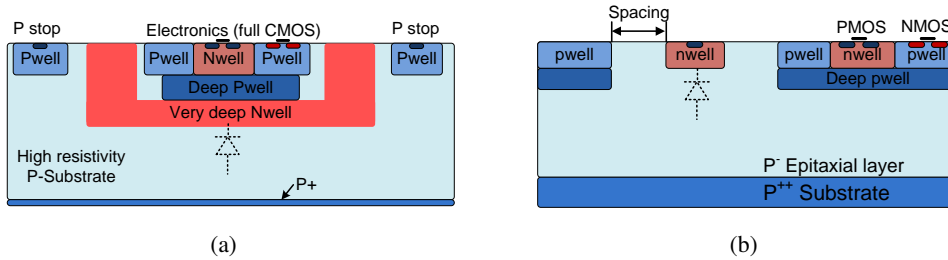 P stop
Electronics (full CMOS)
P stop
Pwell
Pwell
Nwell
Pwell
Pwell
Deep Pwell
Very deep Nwell
High resistivity
P-Substrate
P+
(a)
Spacing
PMOS
NMOS
pwell
nwell
pwell
nwell
pwell
Deep pwell
P⁻ Epitaxial layer
P⁺⁺ Substrate
(b)